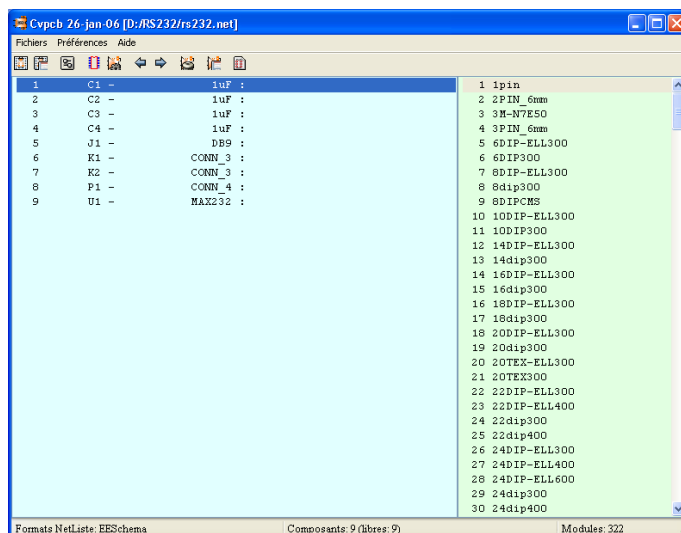 Cvpcb 26-jan-06 [D:/RS232/rs232.net]
Fichiers Préférences Aide
1 C1 - 1uF :
2 C2 - 1uF :
3 C3 - 1uF :
4 C4 - 1uF :
5 J1 - DB9 :
6 K1 - CONN_3 :
7 K2 - CONN_3 :
8 P1 - CONN_4 :
9 U1 - MAX232 :
1 1pin
2 2PIN_6mm
3 3M-N7E50
4 3PIN_6mm
5 6DIP-ELL300
6 6DIP300
7 8DIP-ELL300
8 8dip300
9 8DIPCMS
10 10DIP-ELL300
11 10DIP300
12 14DIP-ELL300
13 14dip300
14 16DIP-ELL300
15 16dip300
16 18DIP-ELL300
17 18dip300
18 20DIP-ELL300
19 20dip300
20 20TEX-ELL300
21 20TEX300
22 22DIP-ELL300
23 22DIP-ELL400
24 22dip300
25 22dip400
26 24DIP-ELL300
27 24DIP-ELL400
28 24DIP-ELL600
29 24dip300
30 24dip400
Formats NetListe: EESchema Composants: 9 (libres: 9) Modules: 322